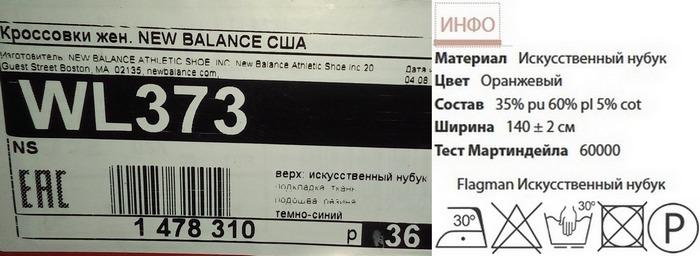 Кроссовки жен. NEW BALANCE США
Изготовитель: NEW BALANCE ATHLETIC SHOE INC. New Balance Athletic Shoe inc.20
Guest Street Boston, MA 02135, newbalance.com,
Дата
04.08
WL373
NS
EAC
верх: искусственный нубук
подкладка: ткань
подошва: резина
темно-синий
1 478 310
р 36
ИНФО
Материал Искусственный нубук
Цвет Оранжевый
Состав 35% pu 60% pl 5% cot
Ширина 140 ± 2 см
Тест Мартиндейла 60000
Flagman Искусственный нубук
30°
30°
P